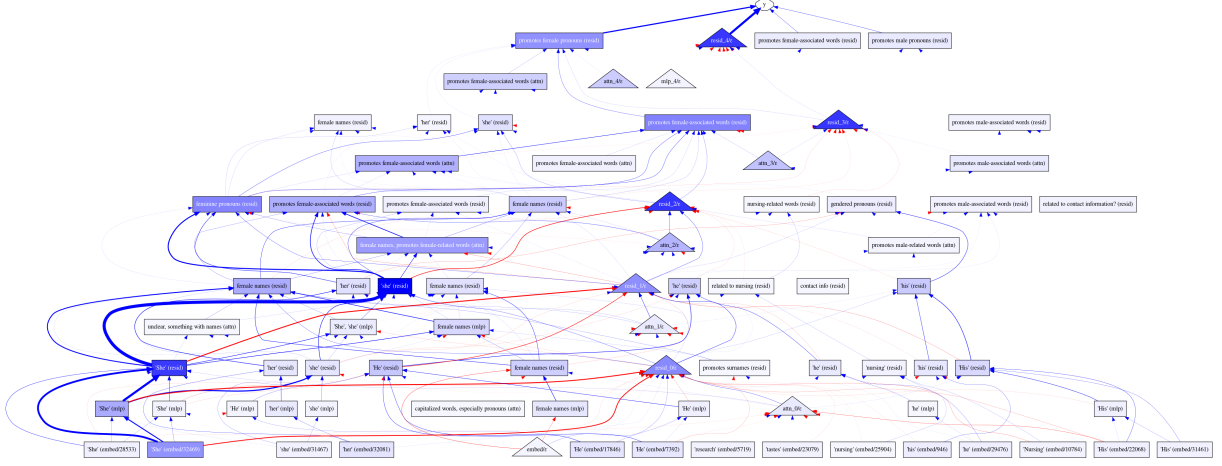 y
promotes female pronouns (resid)
resid_4/ε
promotes female-associated words (resid)
promotes male pronouns (resid)
promotes female-associated words (attn)
attn_4/ε
mlp_4/ε
female names (resid)
'her' (resid)
'she' (resid)
promotes female-associated words (resid)
resid_3/ε
promotes male-associated words (resid)
promotes female-associated words (attn)
promotes female-associated words (attn)
attn_3/ε
promotes male-associated words (attn)
feminine pronouns (resid)
promotes female-associated words (resid)
promotes female-associated words (resid)
female names (resid)
resid_2/ε
nursing-related words (resid)
gendered pronouns (resid)
promotes male-associated words (resid)
related to contact information? (resid)
female names; promotes female-related words (attn)
attn_2/ε
promotes male-related words (attn)
female names (resid)
'her' (resid)
'she' (resid)
female names (resid)
resid_1/ε
'he' (resid)
related to nursing (resid)
contact info (resid)
'his' (resid)
unclear, something with names (attn)
'She', 'she' (mlp)
female names (mlp)
attn_1/ε
'She' (resid)
'her' (resid)
'she' (resid)
'He' (resid)
female names (resid)
resid_0/ε
promotes surnames (resid)
'he' (resid)
'nursing' (resid)
'his' (resid)
'His' (resid)
'She' (mlp)
'She' (mlp)
'He' (mlp)
'her' (mlp)
'she' (mlp)
capitalized words, especially pronouns (attn)
female names (mlp)
'He' (mlp)
attn_0/ε
'he' (mlp)
'His' (mlp)
'She' (embed/28533)
'She' (embed/32469)
'she' (embed/31467)
'her' (embed/32081)
embed/ε
'He' (embed/17846)
'He' (embed/7392)
'research' (embed/5719)
'tastes' (embed/23079)
'nursing' (embed/25904)
'his' (embed/946)
'he' (embed/29476)
'Nursing' (embed/10784)
'His' (embed/22068)
'His' (embed/31461)